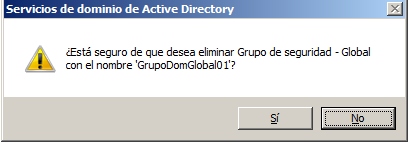 Servicios de dominio de Active Directory
¿Está seguro de que desea eliminar Grupo de seguridad - Global
con el nombre 'GrupoDomGlobal01'?
Sí
No